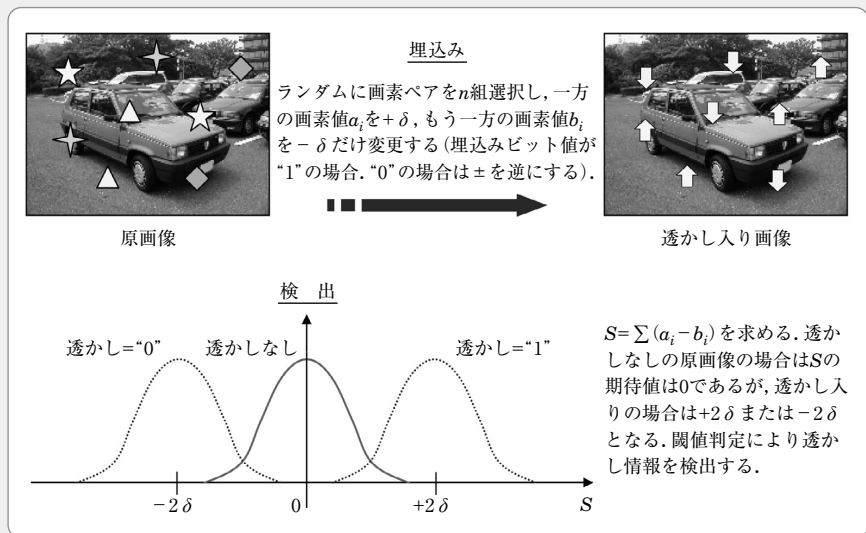 埋込み
ランダムに画素ペアをn組選択し,一方
の画素値a_iを+δ,もう一方の画素値b_i
を-δだけ変更する(埋込みビット値が
“1”の場合.“0”の場合は±を逆にする).
原画像
透かし入り画像
検 出
透かし=“0”
透かしなし
透かし=“1”
-2δ
0
+2δ
S
S=∑(a_i-b_i)を求める.透か
しなしの原画像の場合はSの
期待値は0であるが,透かし入
りの場合は+2δまたは-2δ
となる.閾値判定により透か
し情報を検出する.